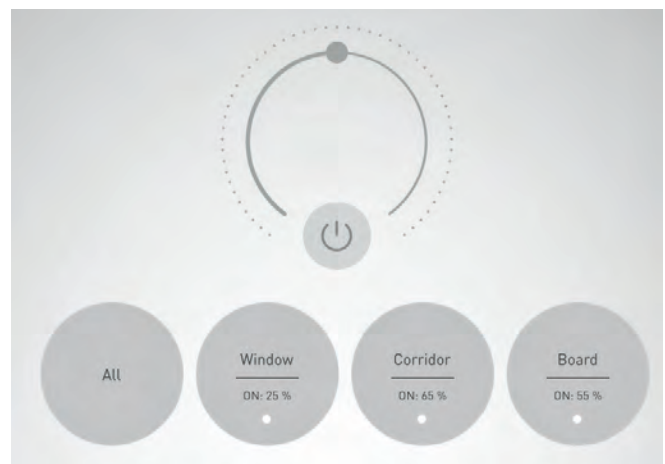 All
Window
ON: 25 %
Corridor
ON: 65 %
Board
ON: 55 %